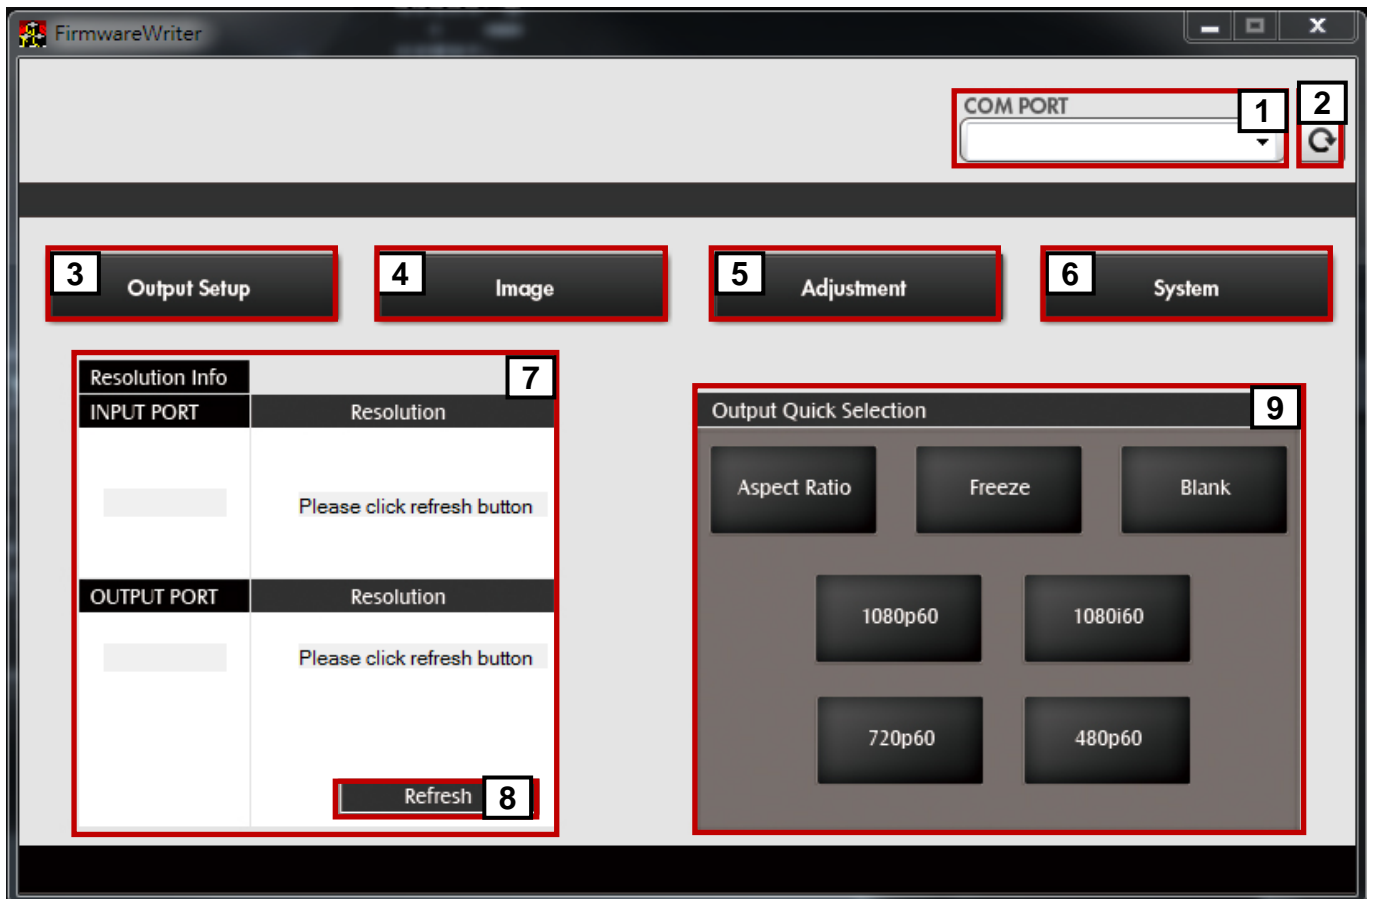 FirmwareWriter
COM PORT
1
2
3
Output Setup
4
Image
5
Adjustment
6
System
Resolution Info
7
INPUT PORT
Resolution
Please click refresh button
OUTPUT PORT
Resolution
Please click refresh button
Refresh
8
Output Quick Selection
9
Aspect Ratio
Freeze
Blank
1080p60
1080i60
720p60
480p60